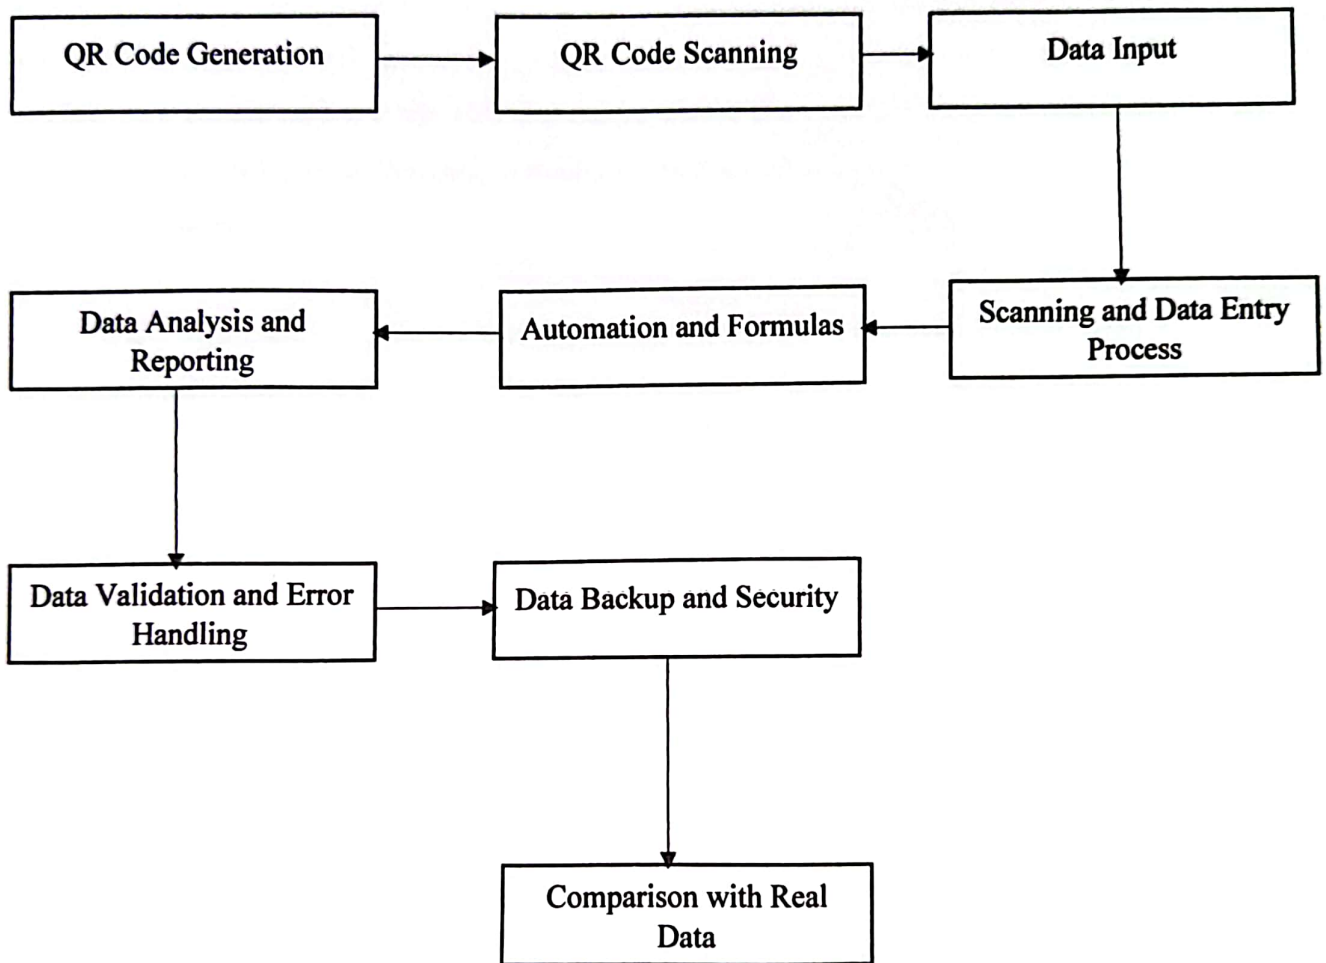 QR Code Generation
QR Code Scanning
Data Input
Scanning and Data Entry
Process
Automation and Formulas
Data Analysis and
Reporting
Data Validation and Error
Handling
Data Backup and Security
Comparison with Real
Data